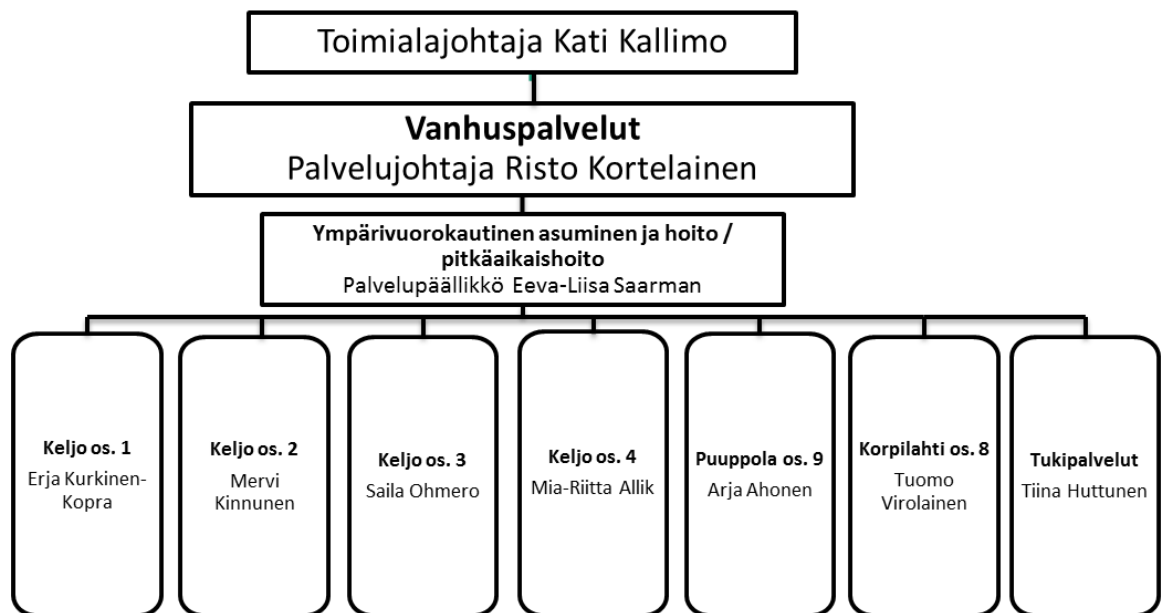 Toimialajohtaja Kati Kallimo
Vanhuspalvelut
Palvelujohtaja Risto Kortelainen
Ympärivuorokautinen asuminen ja hoito /
pitkäaikaishoito
Palvelupäällikkö Eeva-Liisa Saarman
Keljo os. 1
Erja Kurkinen-
Kopra
Keljo os. 2
Mervi
Kinnunen
Keljo os. 3
Saila Ohmero
Keljo os. 4
Mia-Riitta Allik
Puuppola os. 9
Arja Ahonen
Korpilahti os. 8
Tuomo
Virolainen
Tukipalvelut
Tiina Huttunen